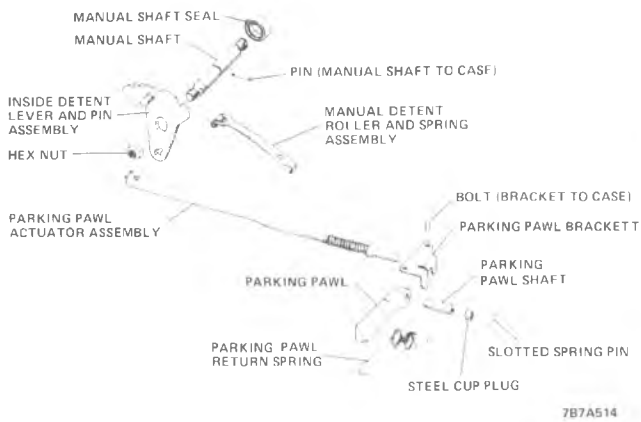 MANUAL SHAFT SEAL
MANUAL SHAFT
PIN (MANUAL SHAFT TO CASE)
INSIDE DETENT
LEVER AND PIN
ASSEMBLY
MANUAL DETENT
ROLLER AND SPRING
ASSEMBLY
HEX NUT
BOLT (BRACKET TO CASE)
PARKING PAWL BRACKETT
PARKING PAWL
ACTUATOR ASSEMBLY
PARKING
PAWL SHAFT
PARKING PAWL
PARKING PAWL
RETURN SPRING
SLOTTED SPRING PIN
STEEL CUP PLUG
7B7A514